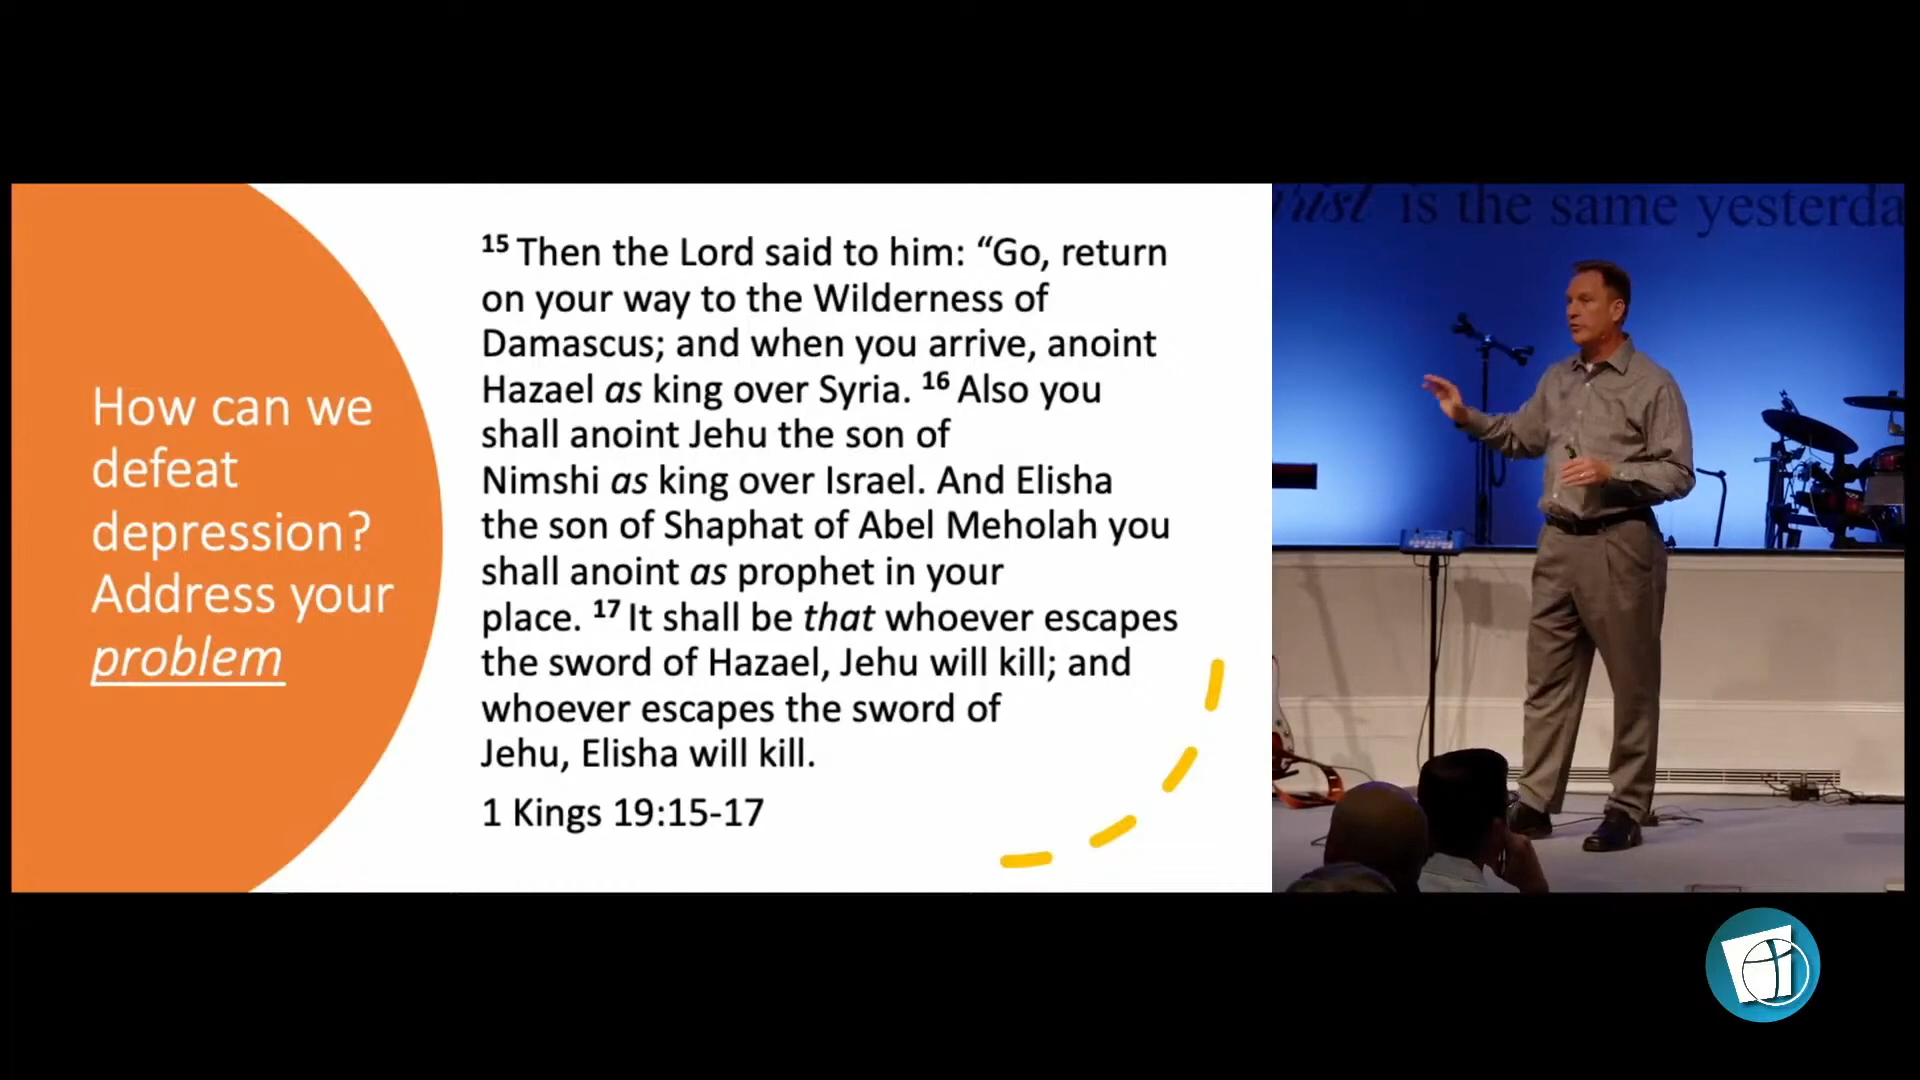 How can we
defeat
depression?
Address your
problem
15 Then the Lord said to him: “Go, return
on your way to the Wilderness of
Damascus; and when you arrive, anoint
Hazael as king over Syria. 16 Also you
shall anoint Jehu the son of
Nimshi as king over Israel. And Elisha
the son of Shaphat of Abel Meholah you
shall anoint as prophet in your
place. 17 It shall be that whoever escapes
the sword of Hazael, Jehu will kill; and
whoever escapes the sword of
Jehu, Elisha will kill.
1 Kings 19:15-17
is the same